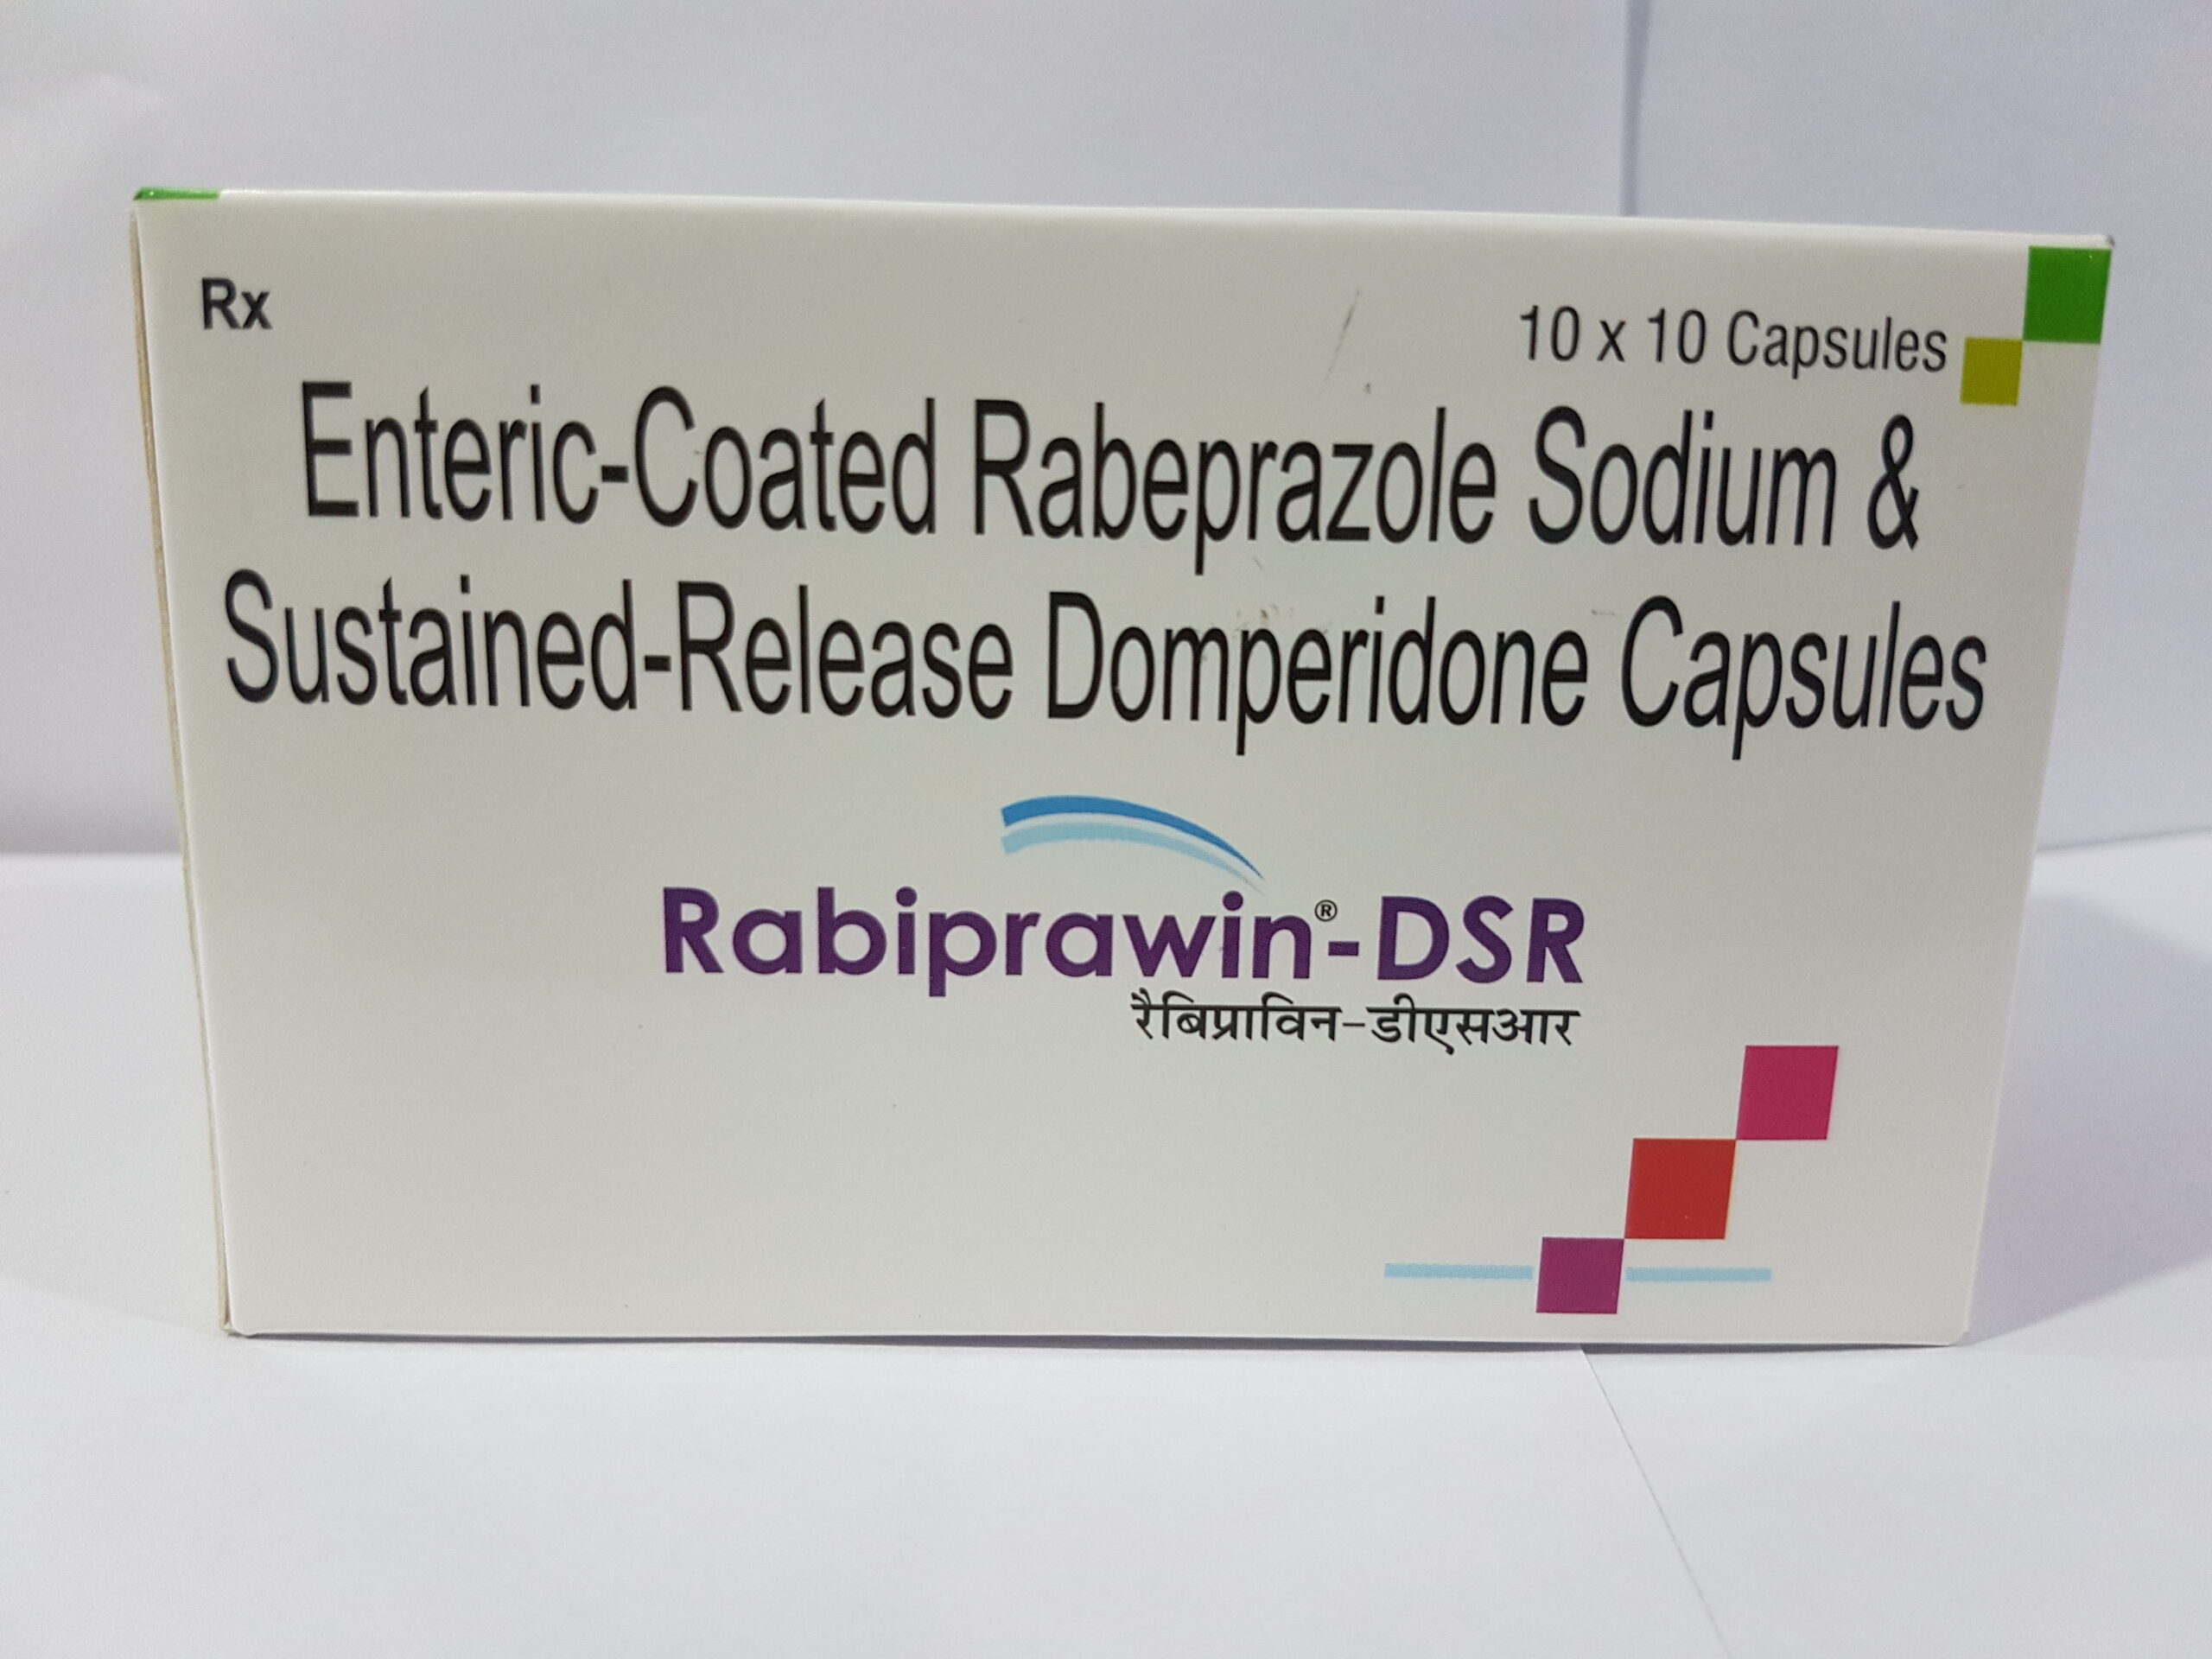 Rx
10 x 10 Capsules
Enteric-Coated Rabeprazole Sodium &
Sustained-Release Domperidone Capsules
Rabiprawin®-DSR
रैबिप्राविन-डीएसआर